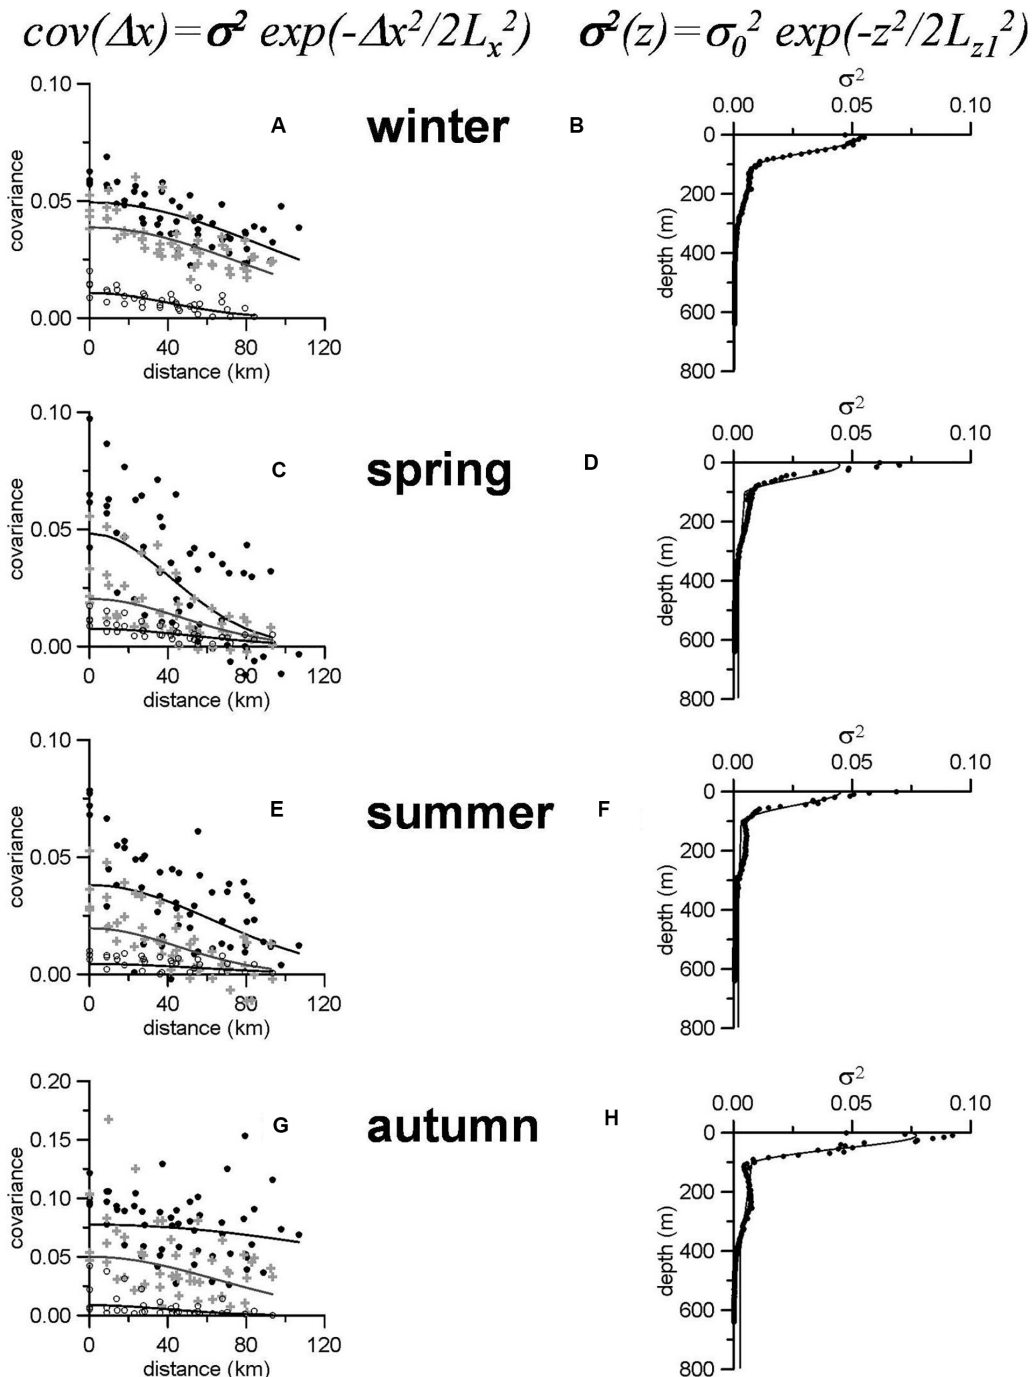 cov(Δx)=σ² exp(-Δx²/2Lₓ²) σ²(z)=σ₀² exp(-z²/2L_z1²)
A winter B
covariance
0.10
0.05
0.00
0 40 80 120
distance (km)
σ²
0.00 0.05 0.10
depth (m)
0
200
400
600
800
C spring D
covariance
0.10
0.05
0.00
0 40 80 120
distance (km)
σ²
0.00 0.05 0.10
depth (m)
0
200
400
600
800
E summer F
covariance
0.10
0.05
0.00
0 40 80 120
distance (km)
σ²
0.00 0.05 0.10
depth (m)
0
200
400
600
800
G autumn H
covariance
0.20
0.15
0.10
0.05
0.00
0 40 80 120
distance (km)
σ²
0.00 0.05 0.10
depth (m)
0
200
400
600
800